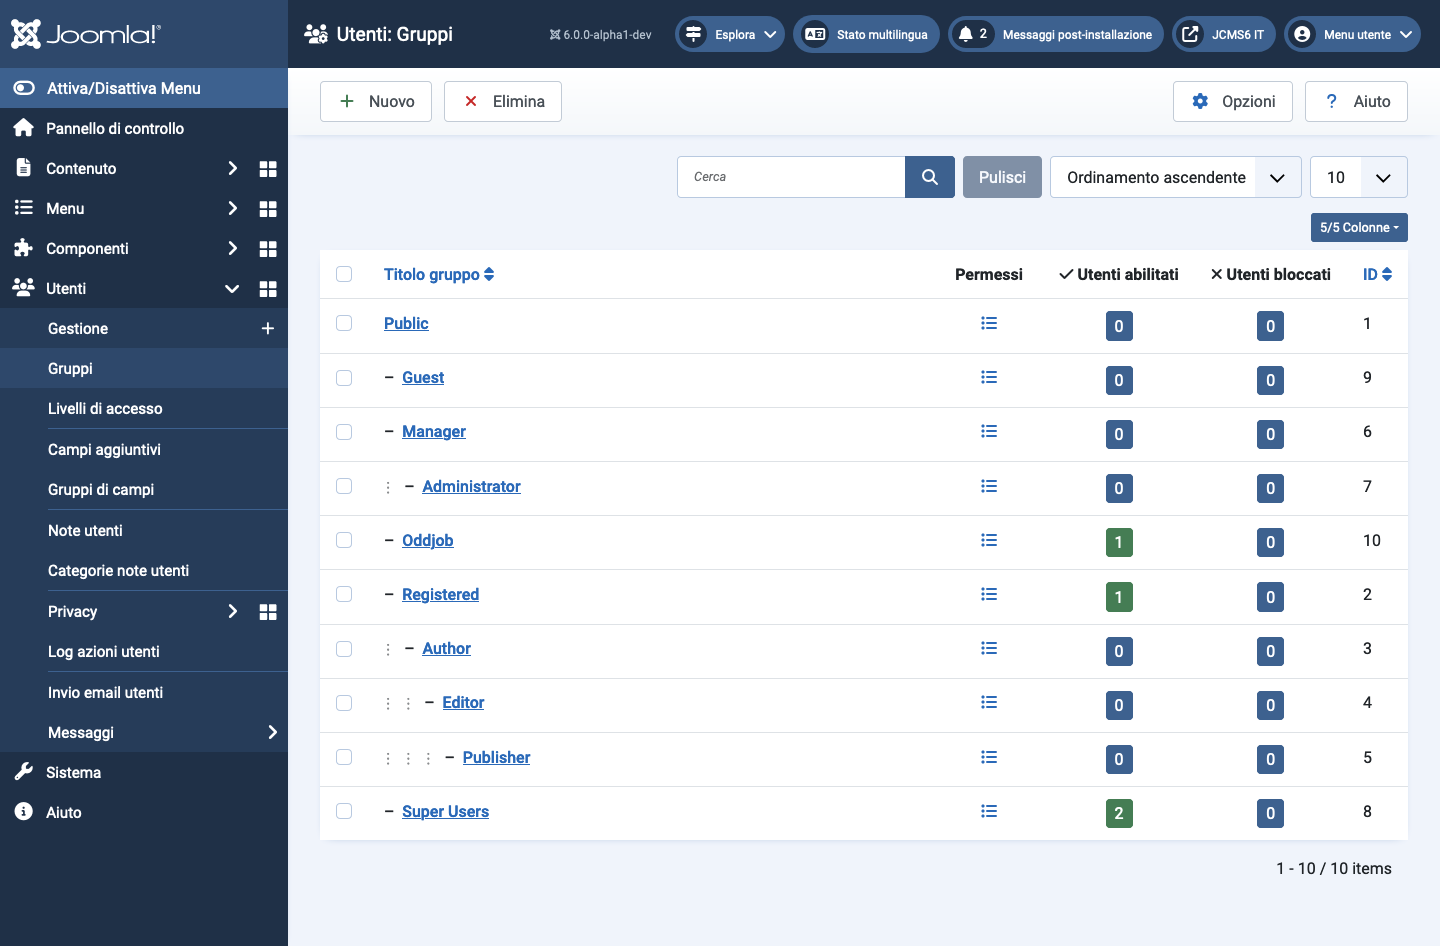 Joomla!®
Utenti: Gruppi
6.0.0-alpha1-dev
Esplora
Stato multilingua
2 Messaggi post-installazione
JCMS6 IT
Menu utente
Attiva/Disattiva Menu
Pannello di controllo
Contenuto
Menu
Componenti
Utenti
Gestione
Gruppi
Livelli di accesso
Campi aggiuntivi
Gruppi di campi
Note utenti
Categorie note utenti
Privacy
Log azioni utenti
Invio email utenti
Messaggi
Sistema
Aiuto
Nuovo
Elimina
Opzioni
? Aiuto
Cerca
Pulisci
Ordinamento ascendente
10
5/5 Colonne
Titolo gruppo Permessi Utenti abilitati Utenti bloccati ID
Public 0 0 1
– Guest 0 0 9
– Manager 0 0 6
⋮ – Administrator 0 0 7
– Oddjob 1 0 10
– Registered 1 0 2
⋮ – Author 0 0 3
⋮ ⋮ – Editor 0 0 4
⋮ ⋮ ⋮ – Publisher 0 0 5
– Super Users 2 0 8
1 - 10 / 10 items